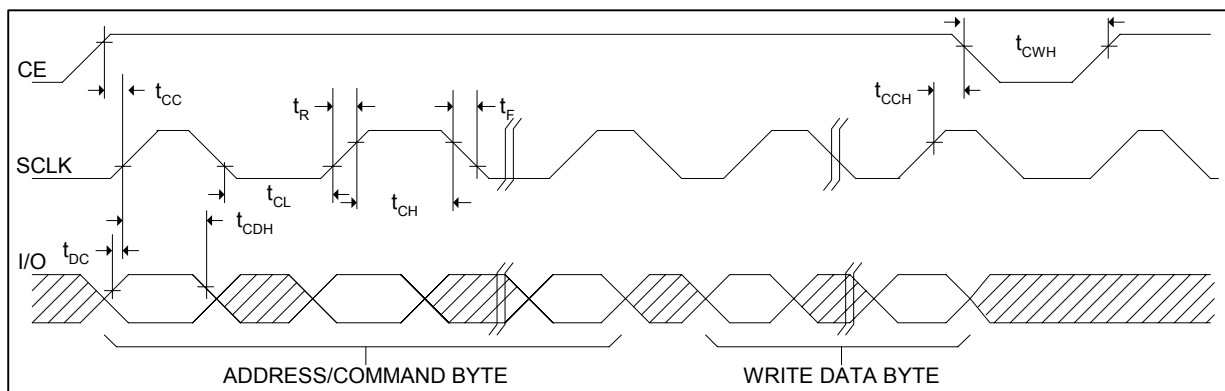 CE
t_CC
t_R
t_F
t_CCH
t_CWH
SCLK
t_CL
t_CH
t_CDH
t_DC
I/O
ADDRESS/COMMAND BYTE
WRITE DATA BYTE